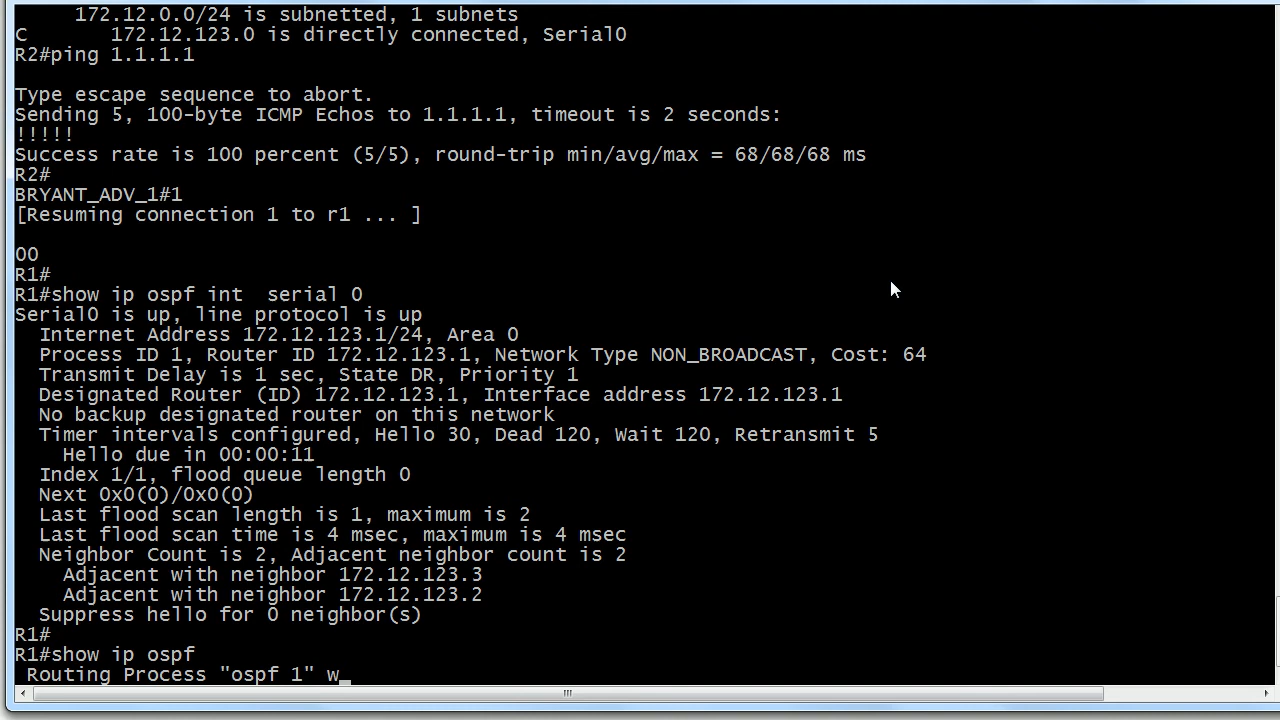 172.12.0.0/24 is subnetted, 1 subnets
C       172.12.123.0 is directly connected, Serial0
R2#ping 1.1.1.1
Type escape sequence to abort.
Sending 5, 100-byte ICMP Echos to 1.1.1.1, timeout is 2 seconds:
!!!!!
Success rate is 100 percent (5/5), round-trip min/avg/max = 68/68/68 ms
R2#
BRYANT_ADV_1#1
[Resuming connection 1 to r1 ... ]
00
R1#
R1#show ip ospf int  serial 0
Serial0 is up, line protocol is up
  Internet Address 172.12.123.1/24, Area 0
  Process ID 1, Router ID 172.12.123.1, Network Type NON_BROADCAST, Cost: 64
  Transmit Delay is 1 sec, State DR, Priority 1
  Designated Router (ID) 172.12.123.1, Interface address 172.12.123.1
  No backup designated router on this network
  Timer intervals configured, Hello 30, Dead 120, Wait 120, Retransmit 5
    Hello due in 00:00:11
  Index 1/1, flood queue length 0
  Next 0x0(0)/0x0(0)
  Last flood scan length is 1, maximum is 2
  Last flood scan time is 4 msec, maximum is 4 msec
  Neighbor Count is 2, Adjacent neighbor count is 2
    Adjacent with neighbor 172.12.123.3
    Adjacent with neighbor 172.12.123.2
  Suppress hello for 0 neighbor(s)
R1#
R1#show ip ospf
 Routing Process "ospf 1" w